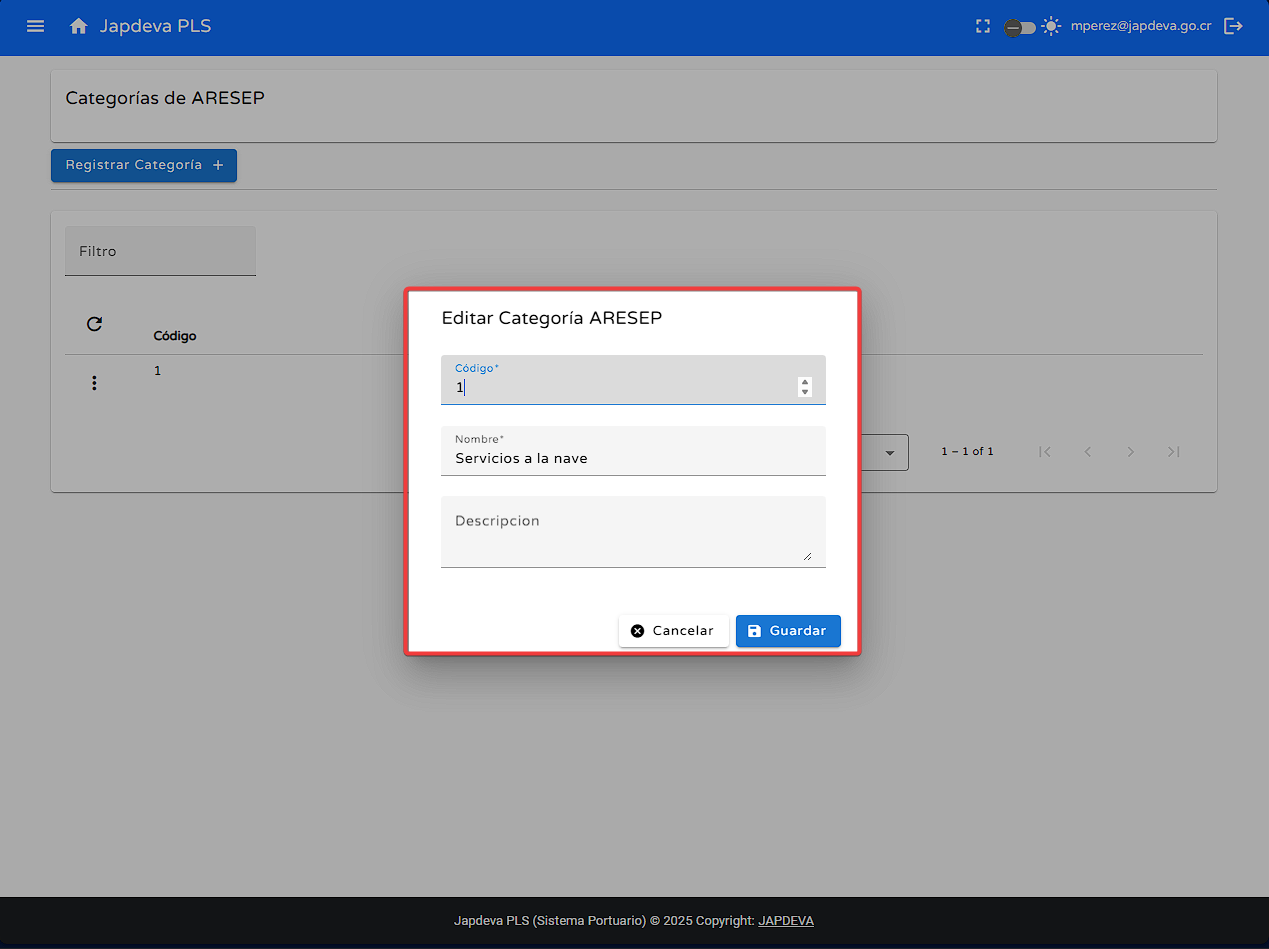 Japdeva PLS
mperez@japdeva.go.cr
Categorías de ARESEP
Registrar Categoría +
Filtro
Código
1
1 – 1 of 1
Editar Categoría ARESEP
Código*
1
Nombre*
Servicios a la nave
Descripcion
Cancelar
Guardar
Japdeva PLS (Sistema Portuario) © 2025 Copyright: JAPDEVA